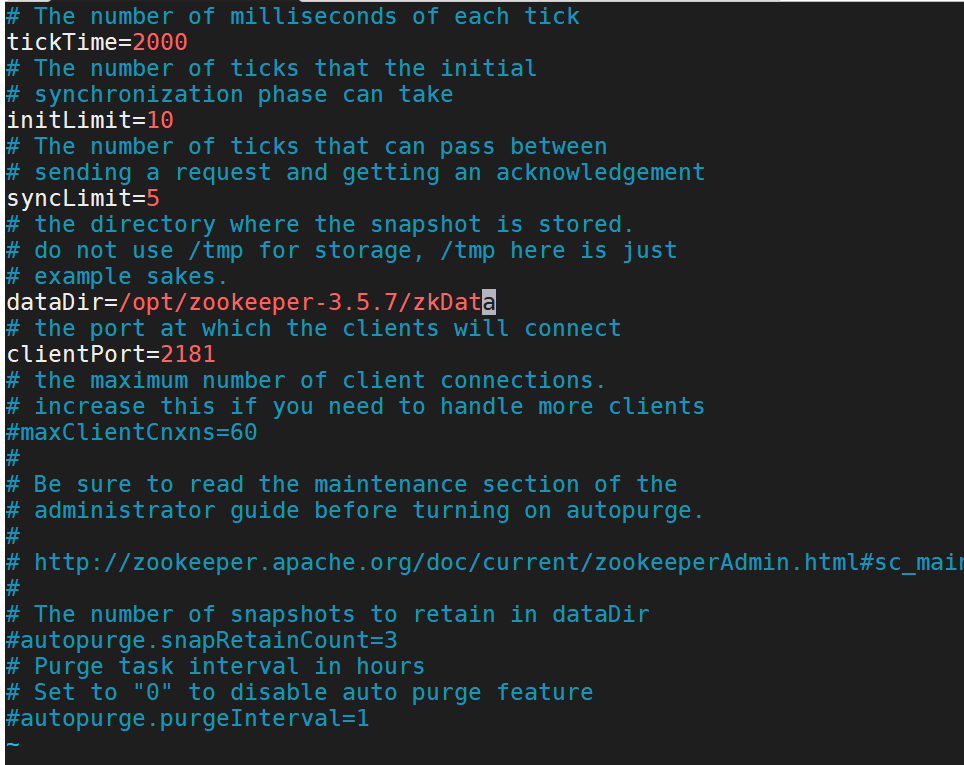 # The number of milliseconds of each tick
tickTime=2000
# The number of ticks that the initial
# synchronization phase can take
initLimit=10
# The number of ticks that can pass between
# sending a request and getting an acknowledgement
syncLimit=5
# the directory where the snapshot is stored.
# do not use /tmp for storage, /tmp here is just
# example sakes.
dataDir=/opt/zookeeper-3.5.7/zkData
# the port at which the clients will connect
clientPort=2181
# the maximum number of client connections.
# increase this if you need to handle more clients
#maxClientCnxns=60
#
# Be sure to read the maintenance section of the
# administrator guide before turning on autopurge.
#
# http://zookeeper.apache.org/doc/current/zookeeperAdmin.html#sc_main
#
# The number of snapshots to retain in dataDir
#autopurge.snapRetainCount=3
# Purge task interval in hours
# Set to "0" to disable auto purge feature
#autopurge.purgeInterval=1
~